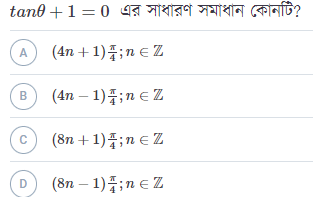 tanθ + 1 = 0 এর সাধারণ সমাধান কোনটি?
A (4n + 1)π/4; n ∈ ℤ
B (4n − 1)π/4; n ∈ ℤ
C (8n + 1)π/4; n ∈ ℤ
D (8n − 1)π/4; n ∈ ℤ